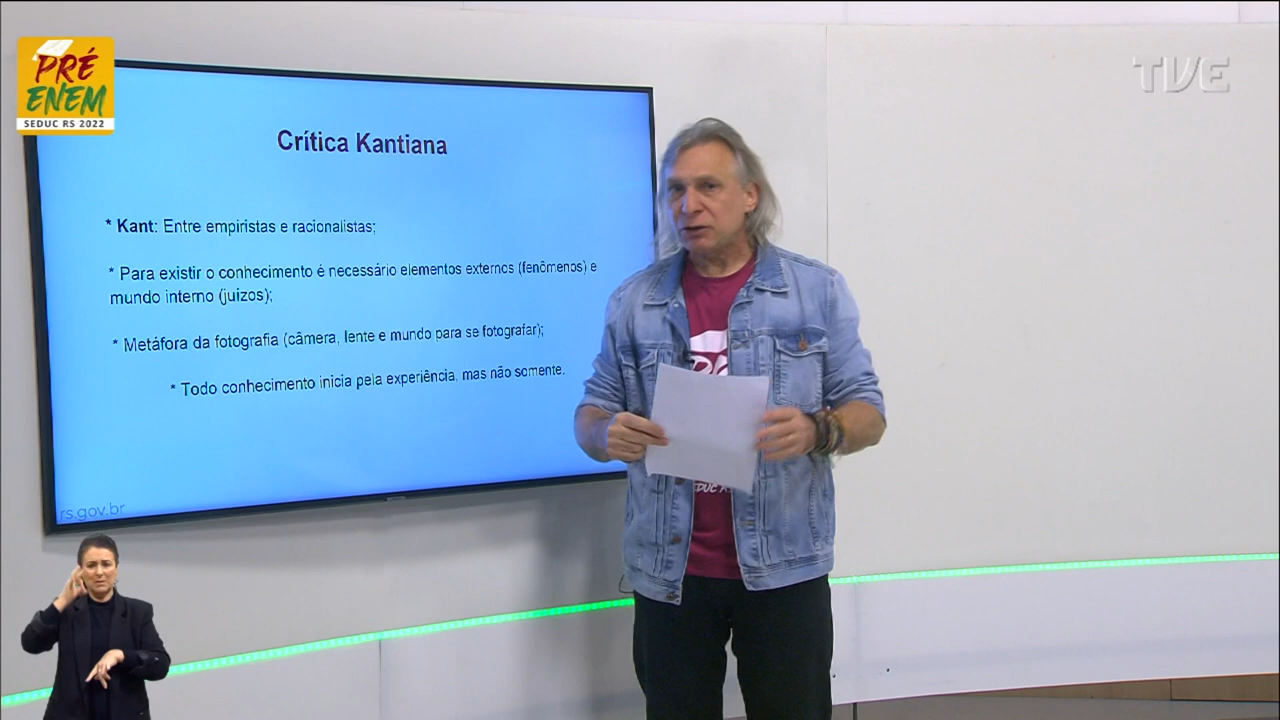 PRÉ
ENEM
SEDUC RS 2022
TVE
Crítica Kantiana
* Kant: Entre empiristas e racionalistas;
* Para existir o conhecimento é necessário elementos externos (fenômenos) e
mundo interno (juizos);
* Metáfora da fotografia (câmera, lente e mundo para se fotografar);
* Todo conhecimento inicia pela experiência, mas não somente.
rs.gov.br